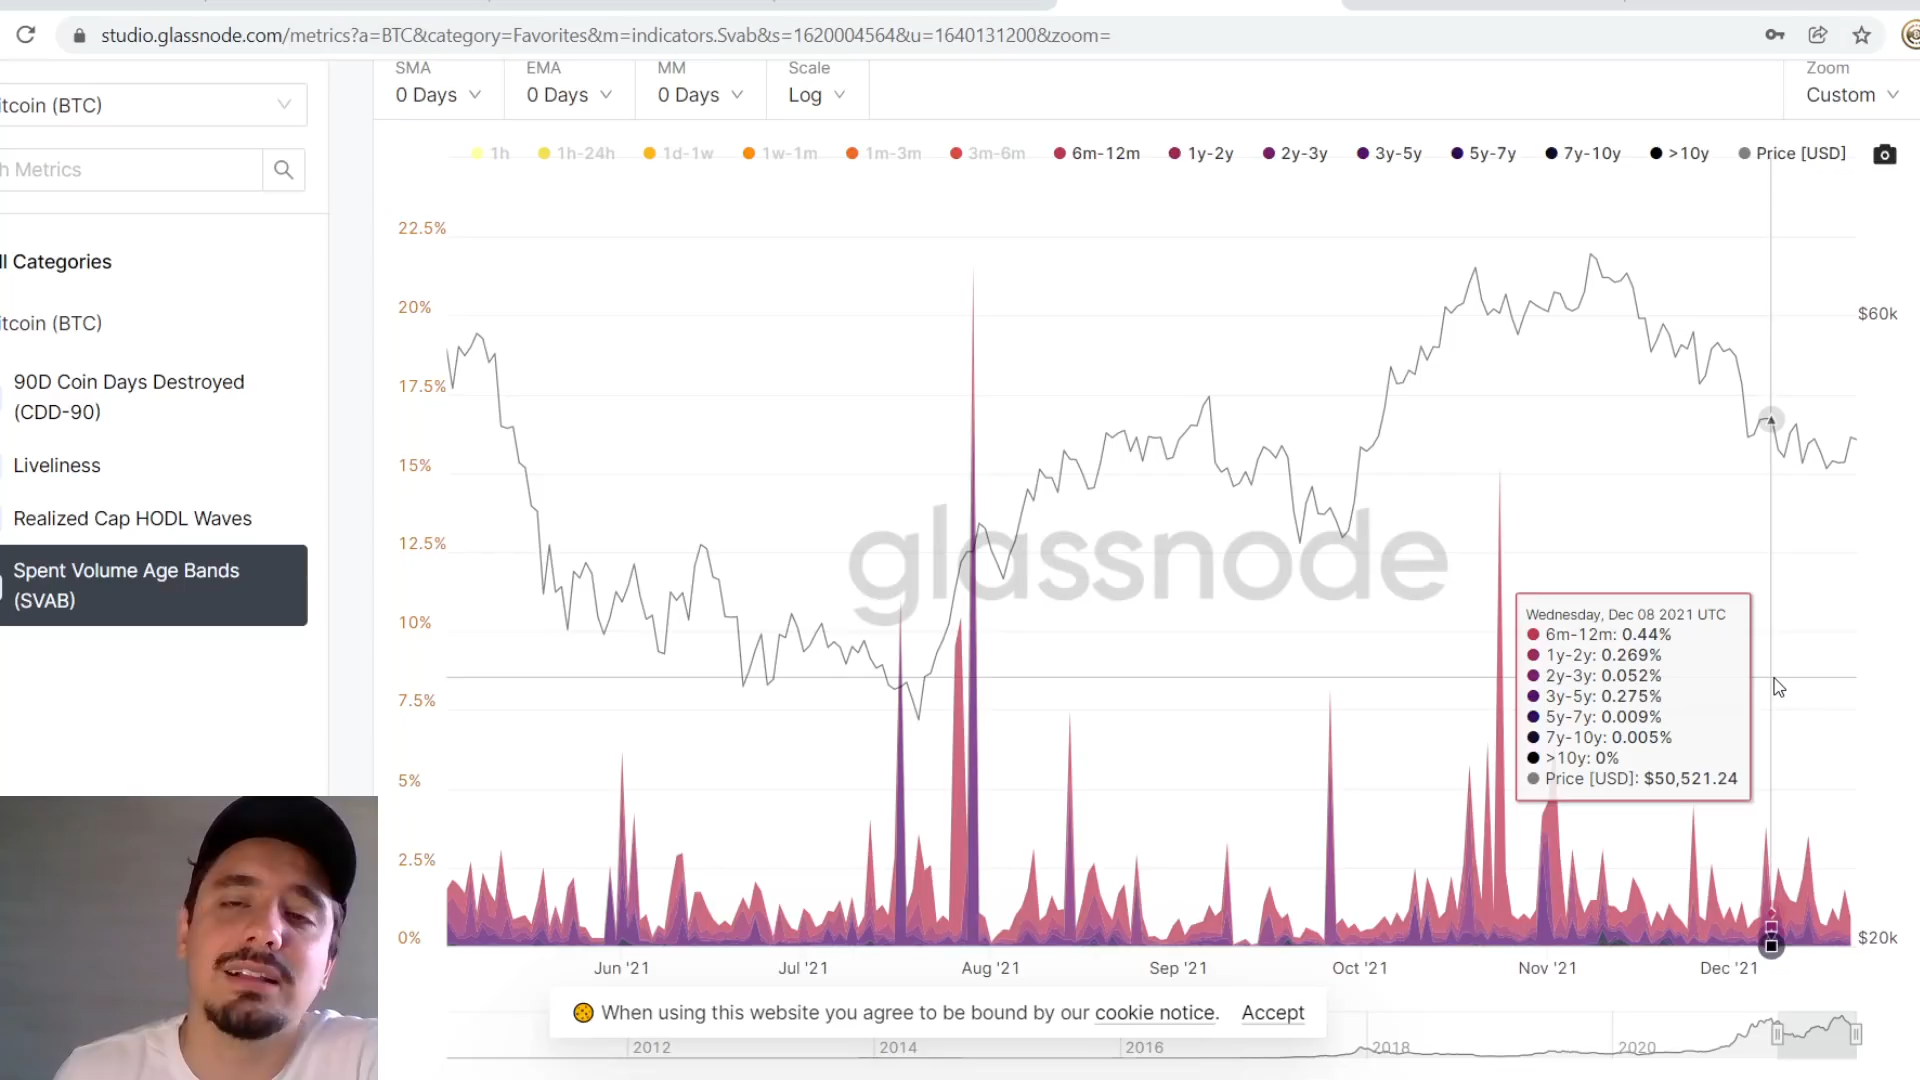 studio.glassnode.com/metrics?a=BTC&category=Favorites&m=indicators.Svab&s=1620004564&u=1640131200&zoom=
SMA EMA MM Scale Zoom
0 Days 0 Days 0 Days Log Custom
itcoin (BTC)
h Metrics
ll Categories
itcoin (BTC)
90D Coin Days Destroyed
(CDD-90)
Liveliness
Realized Cap HODL Waves
Spent Volume Age Bands
(SVAB)
1h 1h-24h 1d-1w 1w-1m 1m-3m 3m-6m 6m-12m 1y-2y 2y-3y 3y-5y 5y-7y 7y-10y >10y Price [USD]
22.5%
20%
17.5%
15%
12.5%
10%
7.5%
5%
2.5%
0%
$60k
$20k
glassnode
Wednesday, Dec 08 2021 UTC
6m-12m: 0.44%
1y-2y: 0.269%
2y-3y: 0.052%
3y-5y: 0.275%
5y-7y: 0.009%
7y-10y: 0.005%
>10y: 0%
Price [USD]: $50,521.24
Jun '21 Jul '21 Aug '21 Sep '21 Oct '21 Nov '21 Dec '21
When using this website you agree to be bound by our cookie notice. Accept
2012 2014 2016 2018 2020